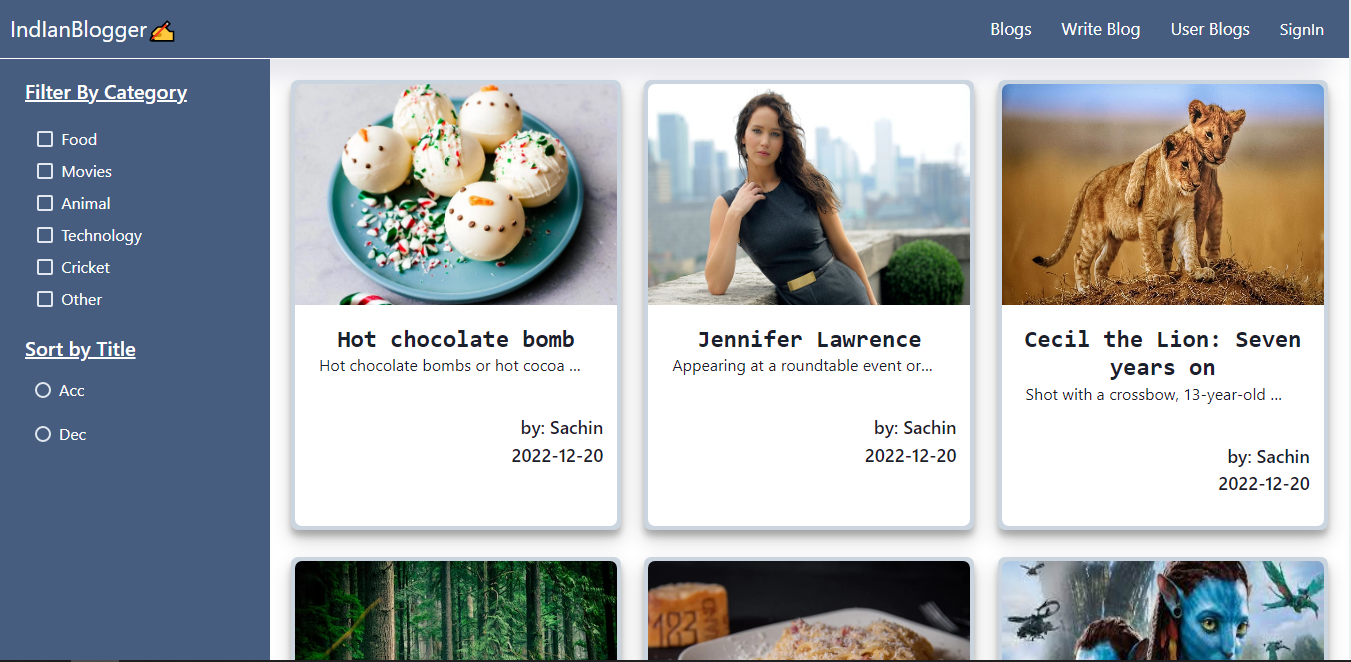 IndIanBlogger✍
Blogs Write Blog User Blogs SignIn
Filter By Category
Food
Movies
Animal
Technology
Cricket
Other
Sort by Title
Acc
Dec
Hot chocolate bomb
Hot chocolate bombs or hot cocoa ...
by: Sachin
2022-12-20
Jennifer Lawrence
Appearing at a roundtable event or...
by: Sachin
2022-12-20
Cecil the Lion: Seven
years on
Shot with a crossbow, 13-year-old ...
by: Sachin
2022-12-20
183